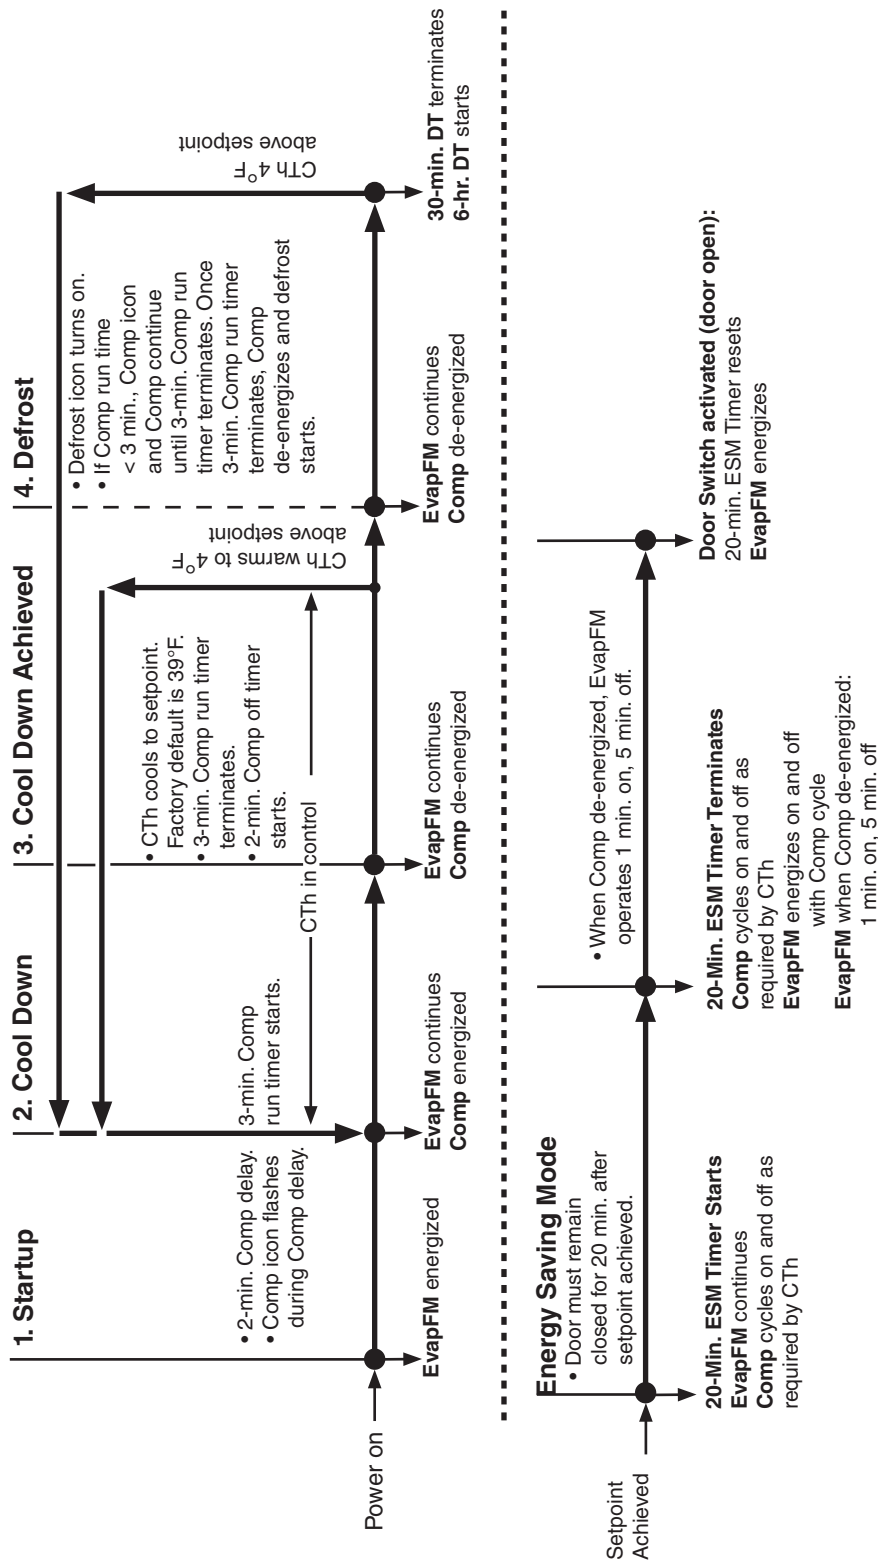 1. Startup
• 2-min. Comp delay.
• Comp icon flashes
during Comp delay.
Power on
EvapFM energized
2. Cool Down
3-min. Comp
run timer starts.
CTh in control
EvapFM continues
Comp energized
3. Cool Down Achieved
• CTh cools to setpoint.
Factory default is 39°F.
• 3-min. Comp run timer
terminates.
• 2-min. Comp off timer
starts.
CTh warms to 4°F
above setpoint
EvapFM continues
Comp de-energized
4. Defrost
• Defrost icon turns on.
• If Comp run time
< 3 min., Comp icon
and Comp continue
until 3-min. Comp run
timer terminates. Once
3-min. Comp run timer
terminates, Comp
de-energizes and defrost
starts.
CTh 4°F
above setpoint
EvapFM continues
Comp de-energized
30-min. DT terminates
6-hr. DT starts
Energy Saving Mode
• Door must remain
closed for 20 min. after
setpoint achieved.
Setpoint
Achieved
20-Min. ESM Timer Starts
EvapFM continues
Comp cycles on and off as
required by CTh
• When Comp de-energized, EvapFM
operates 1 min. on, 5 min. off.
20-Min. ESM Timer Terminates
Comp cycles on and off as
required by CTh
EvapFM energizes on and off
with Comp cycle
EvapFM when Comp de-energized:
1 min. on, 5 min. off
Door Switch activated (door open):
20-min. ESM Timer resets
EvapFM energizes